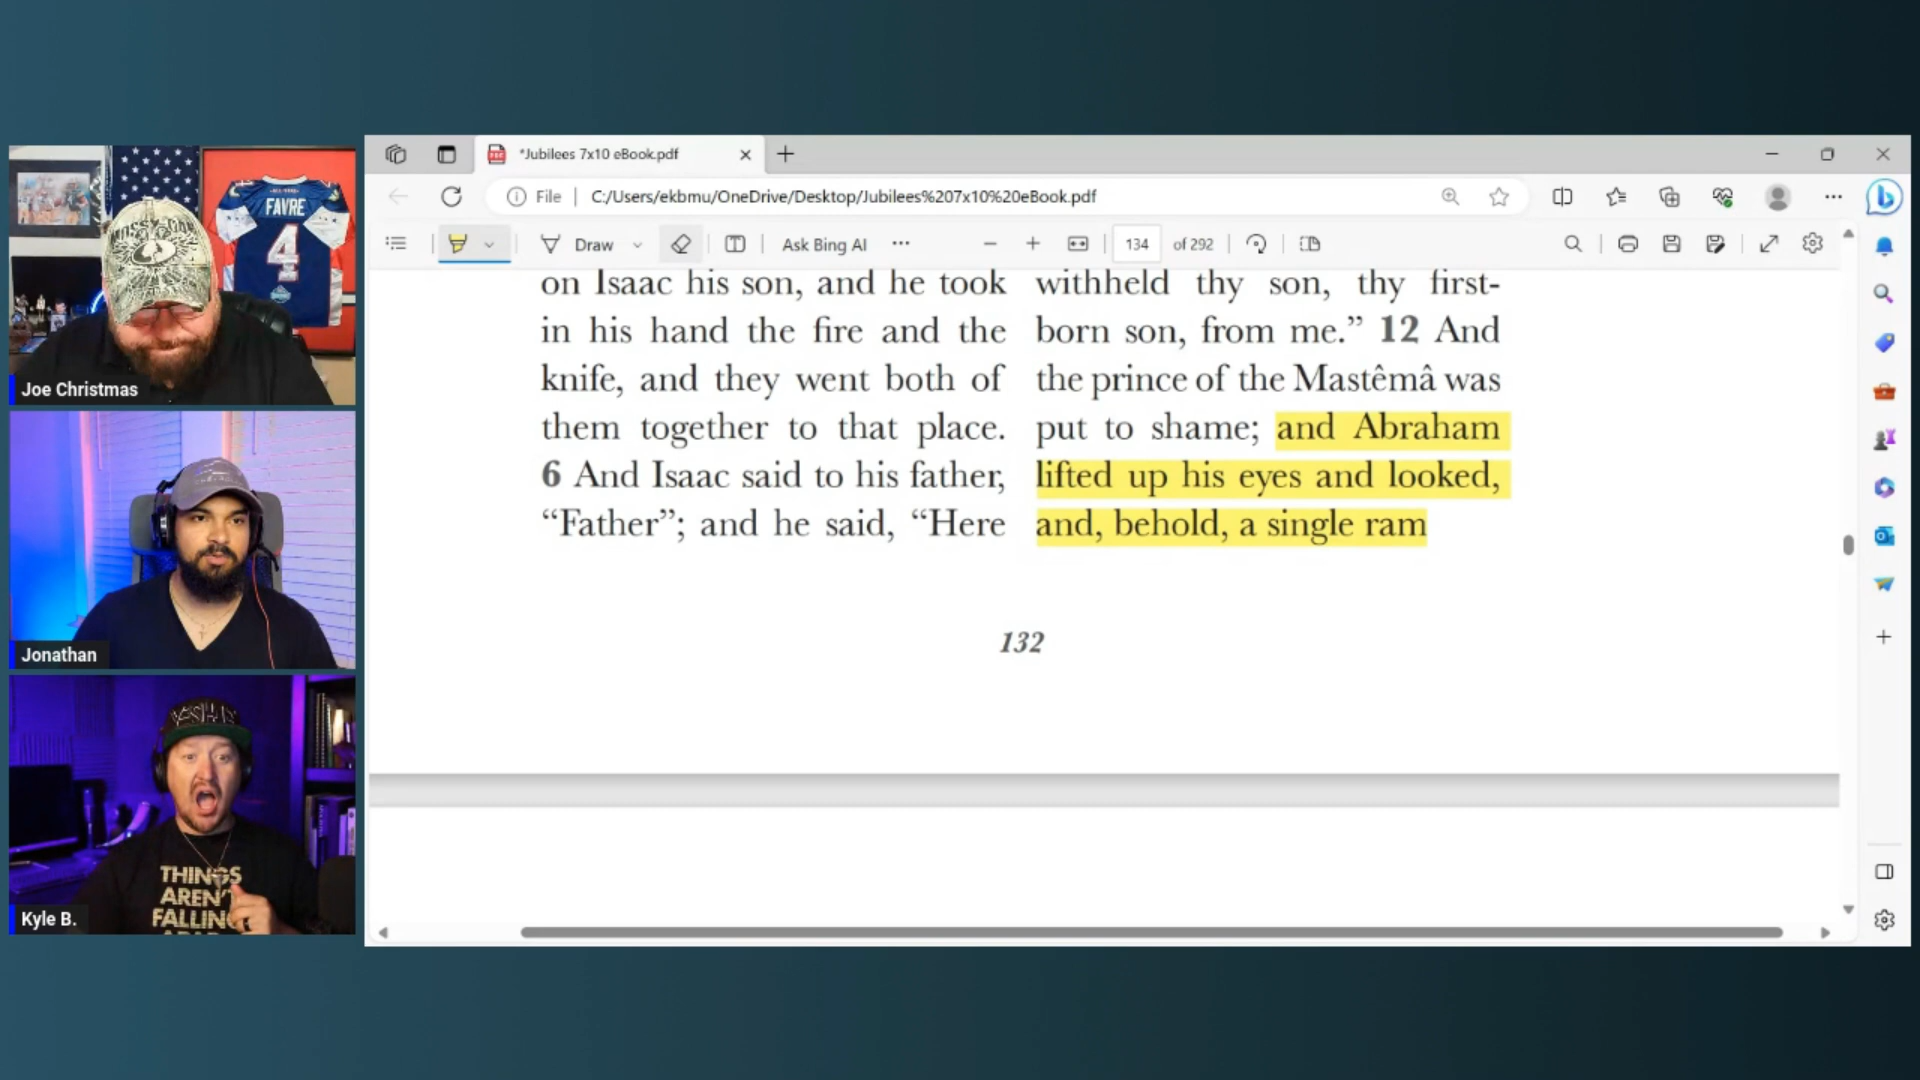 *Jubilees 7x10 eBook.pdf
File
C:/Users/ekbmu/OneDrive/Desktop/Jubilees%207x10%20eBook.pdf
Draw
Ask Bing AI
134
of 292
on Isaac his son, and he took
in his hand the fire and the
knife, and they went both of
them together to that place.
6 And Isaac said to his father,
“Father”; and he said, “Here
withheld thy son, thy first-
born son, from me.” 12 And
the prince of the Mastêmâ was
put to shame; and Abraham
lifted up his eyes and looked,
and, behold, a single ram
132
FAVRE
4
Joe Christmas
Jonathan
THINGS
AREN'T
FALLING
Kyle B.